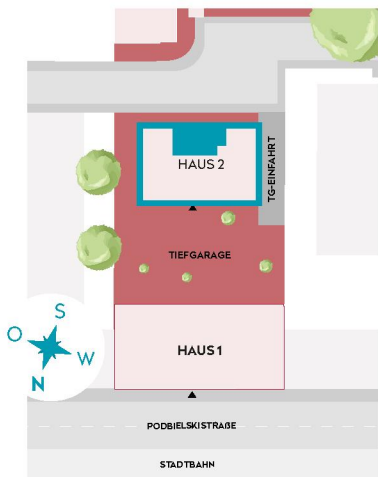 HAUS 2
TG-EINFAHRT
TIEFGARAGE
S
O
W
N
HAUS 1
PODBIELSKISTRAßE
STADTBAHN